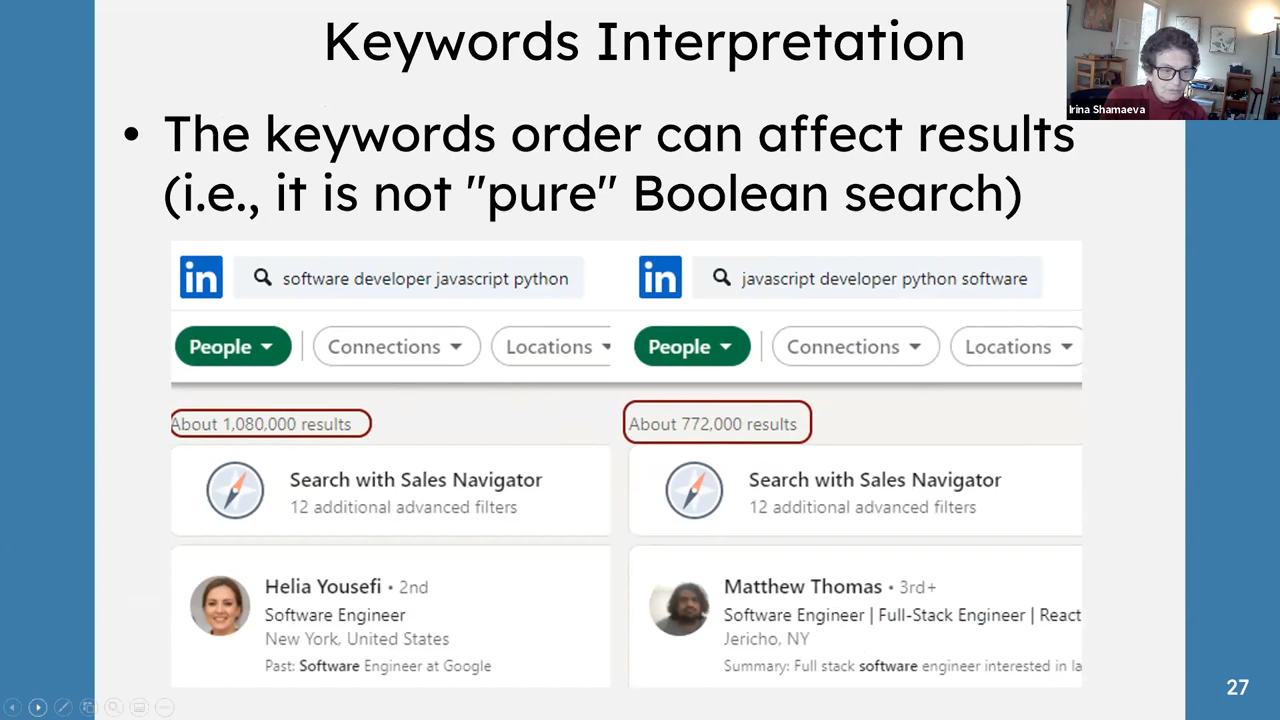 Keywords Interpretation
Irina Shamaeva
• The keywords order can affect results
(i.e., it is not "pure" Boolean search)
in
software developer javascript python
People
Connections
Locations
About 1,080,000 results
Search with Sales Navigator
12 additional advanced filters
Helia Yousefi • 2nd
Software Engineer
New York, United States
Past: Software Engineer at Google
in
javascript developer python software
People
Connections
Locations
About 772,000 results
Search with Sales Navigator
12 additional advanced filters
Matthew Thomas • 3rd+
Software Engineer | Full-Stack Engineer | React
Jericho, NY
Summary: Full stack software engineer interested in la
27